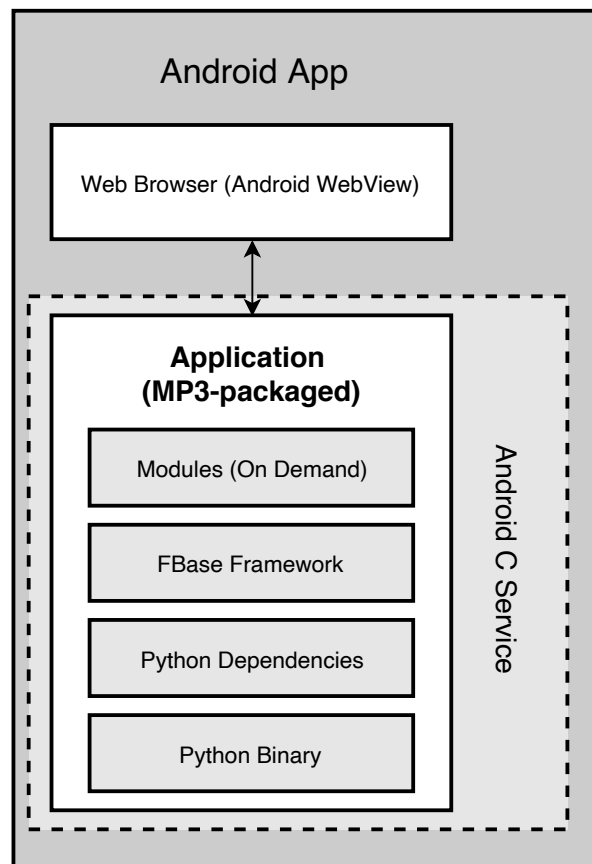 Android App
Web Browser (Android WebView)
Application
(MP3-packaged)
Modules (On Demand)
FBase Framework
Python Dependencies
Python Binary
Android C Service